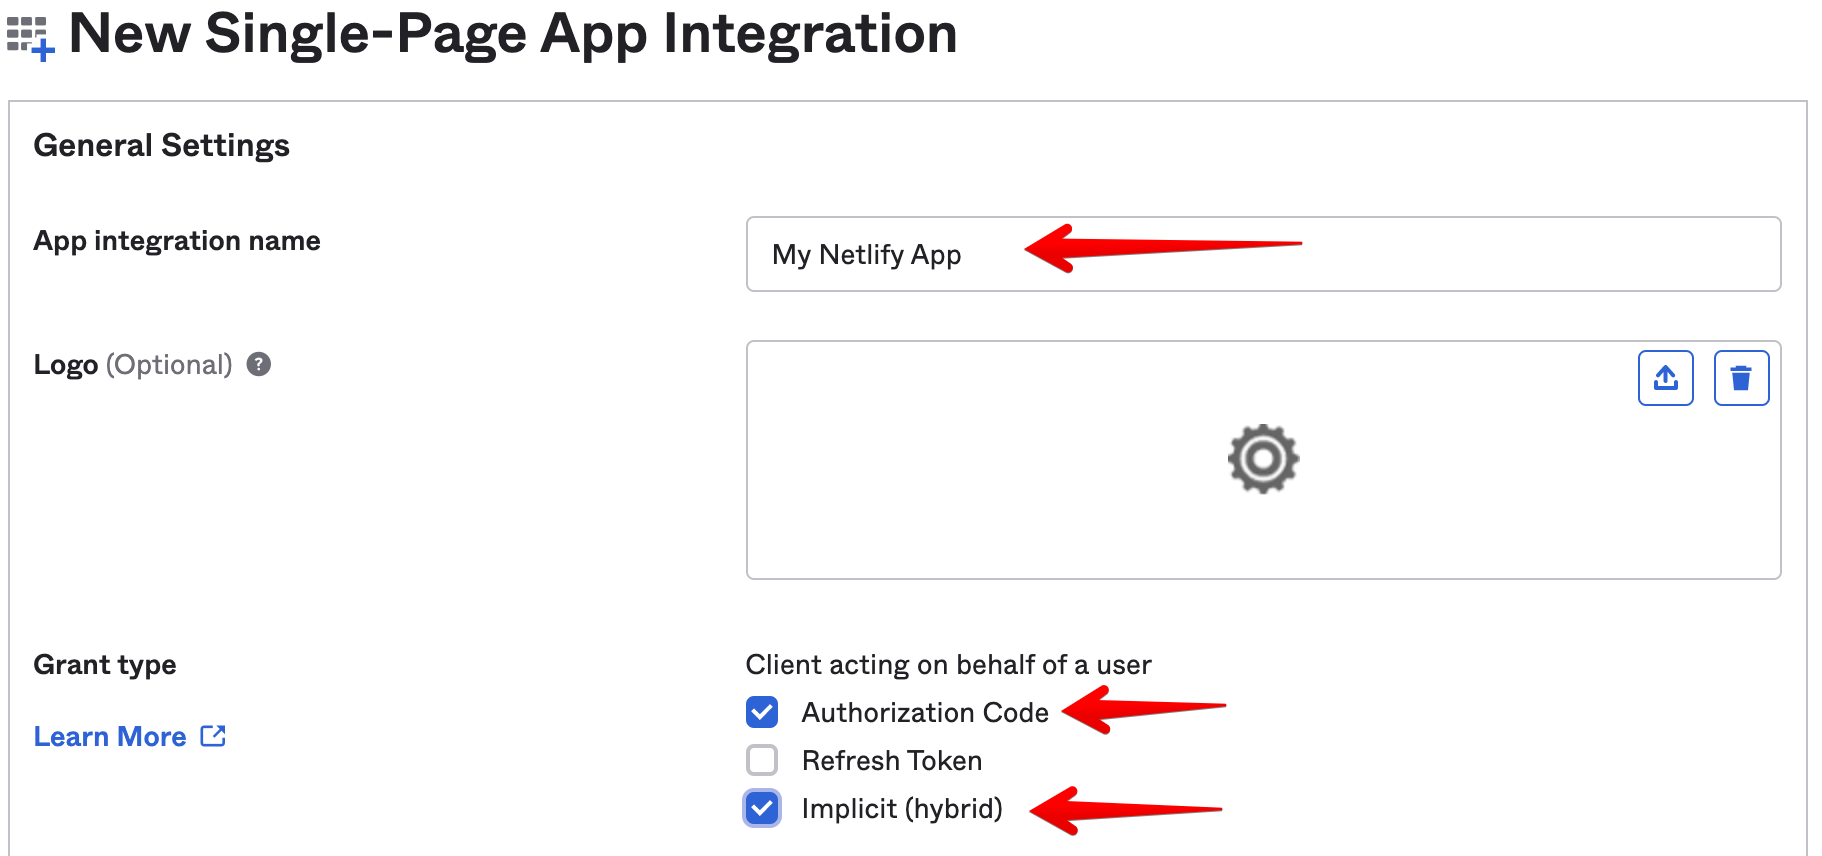 New Single-Page App Integration
General Settings
App integration name
My Netlify App
Logo (Optional) ?
Grant type
Learn More
Client acting on behalf of a user
Authorization Code
Refresh Token
Implicit (hybrid)